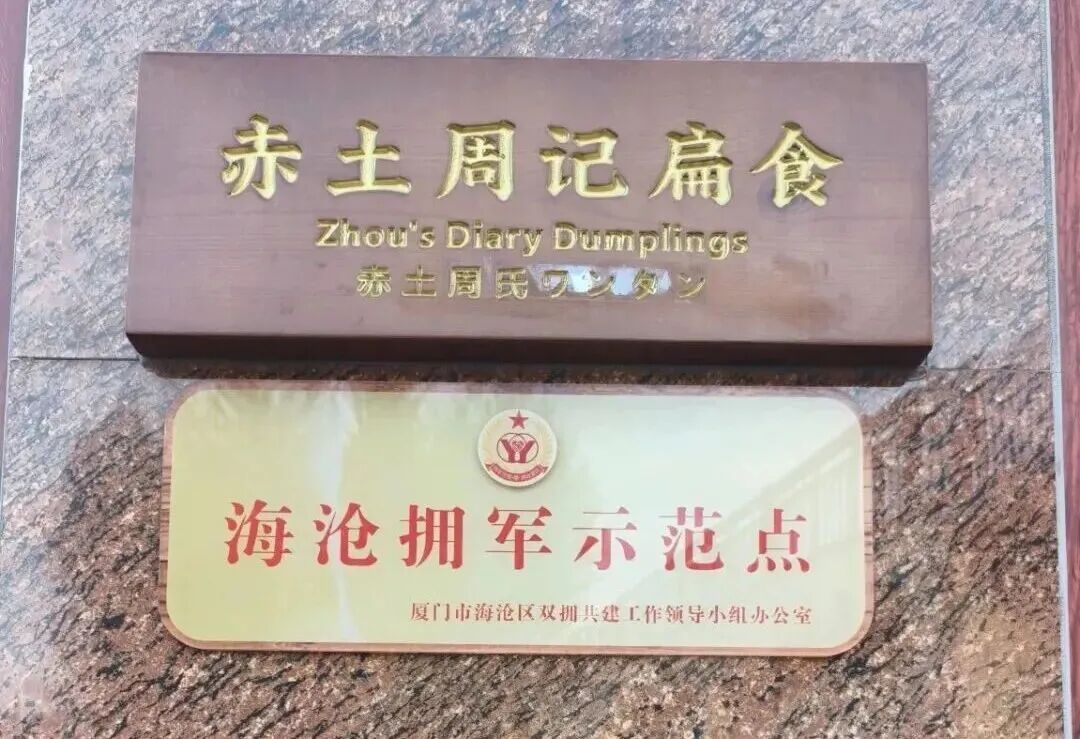 赤土周记扁食
Zhou's Diary Dumplings
赤土周氏ワンタン
海沧拥军示范点
厦门市海沧区双拥共建工作领导小组办公室